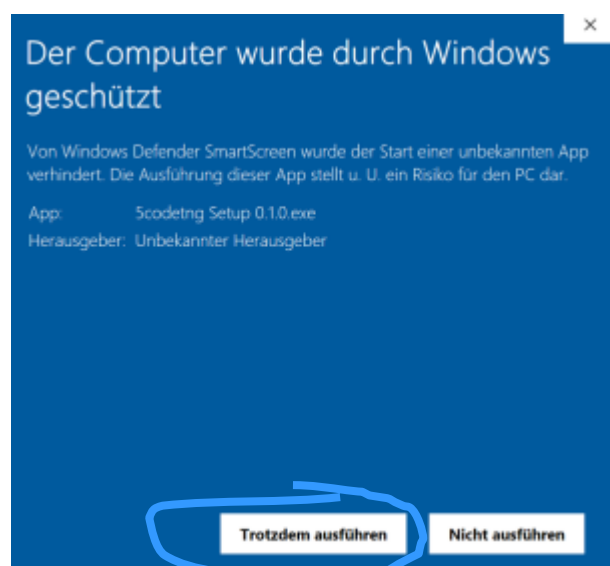 Der Computer wurde durch Windows
geschützt
Von Windows Defender SmartScreen wurde der Start einer unbekannten App
verhindert. Die Ausführung dieser App stellt u. U. ein Risiko für den PC dar.
App: 5codetng Setup 0.1.0.exe
Herausgeber: Unbekannter Herausgeber
Trotzdem ausführen Nicht ausführen